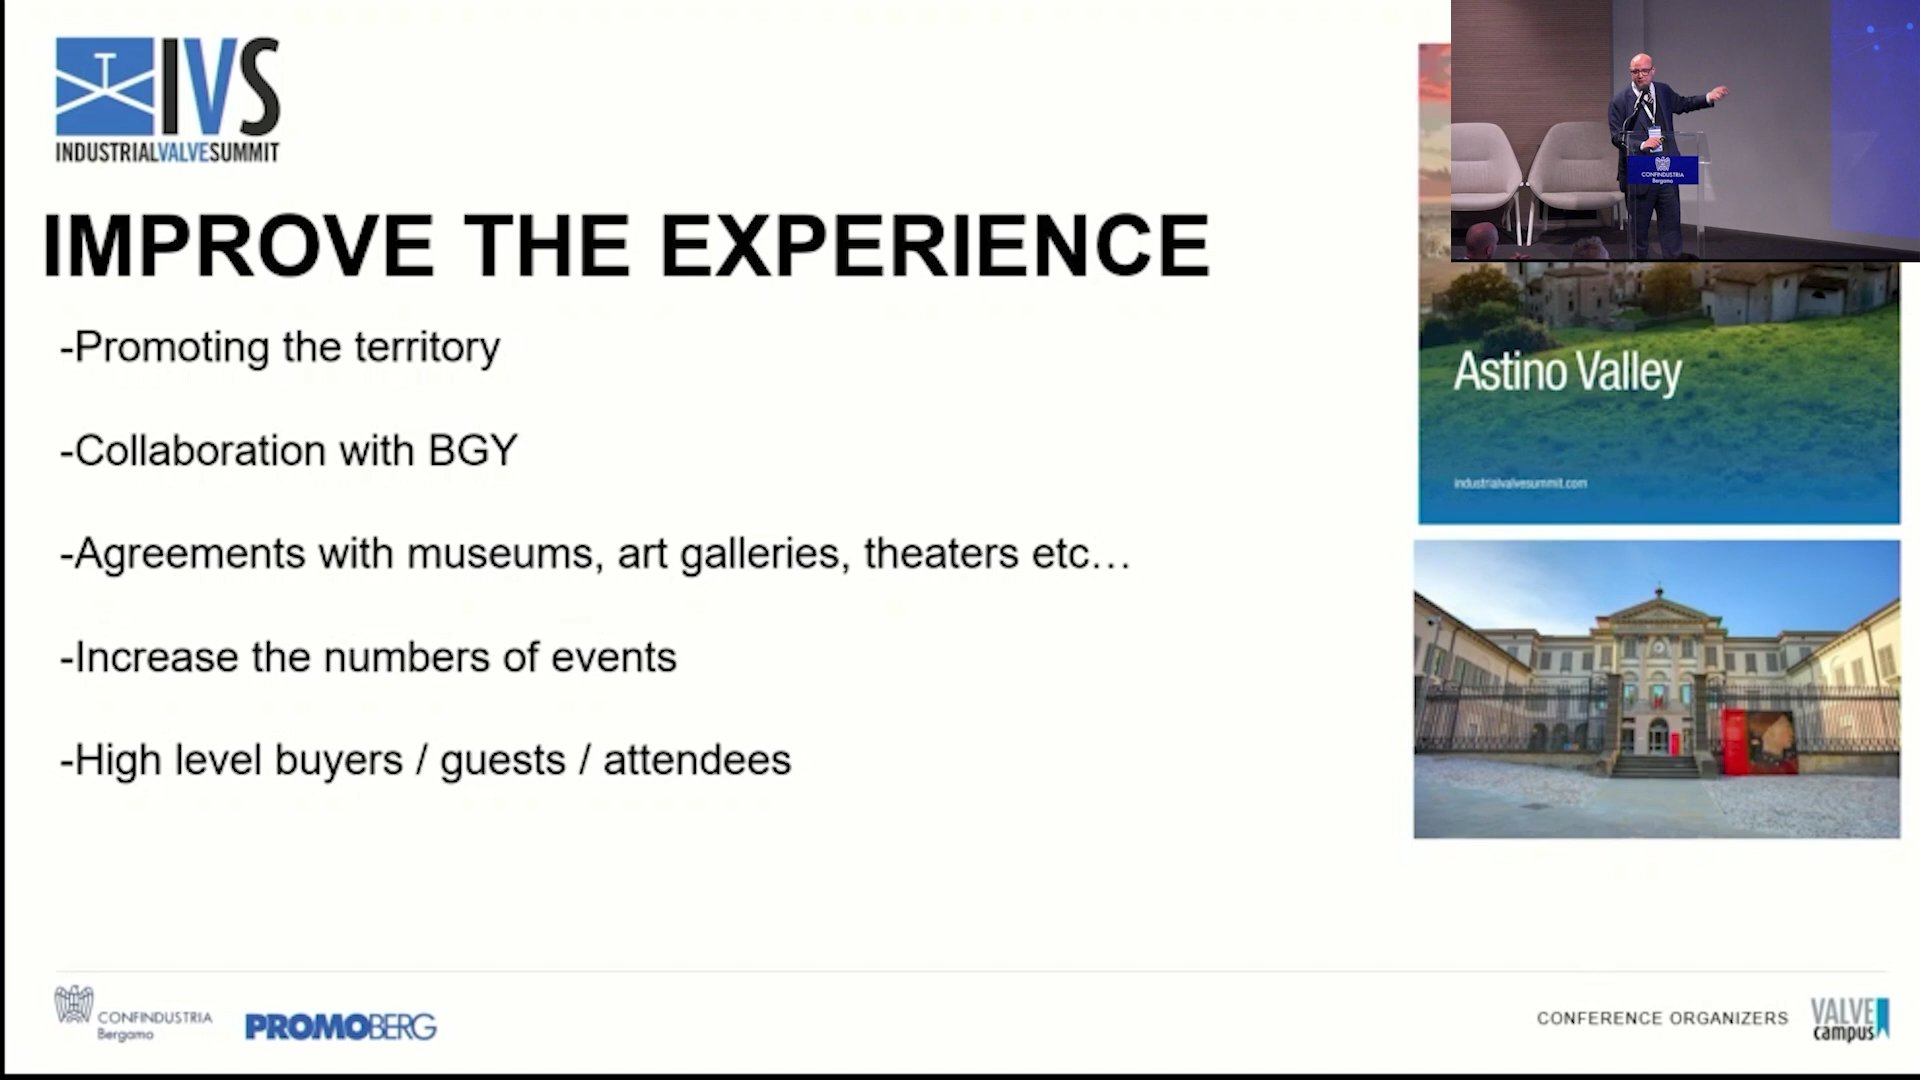 IVS
INDUSTRIALVALVESUMMIT
IMPROVE THE EXPERIENCE
-Promoting the territory
-Collaboration with BGY
-Agreements with museums, art galleries, theaters etc…
-Increase the numbers of events
-High level buyers / guests / attendees
CONFINDUSTRIA
Bergamo
Astino Valley
industrialvalvesummit.com
CONFINDUSTRIA
Bergamo
PROMOBERG
CONFERENCE ORGANIZERS
VALVE
campus